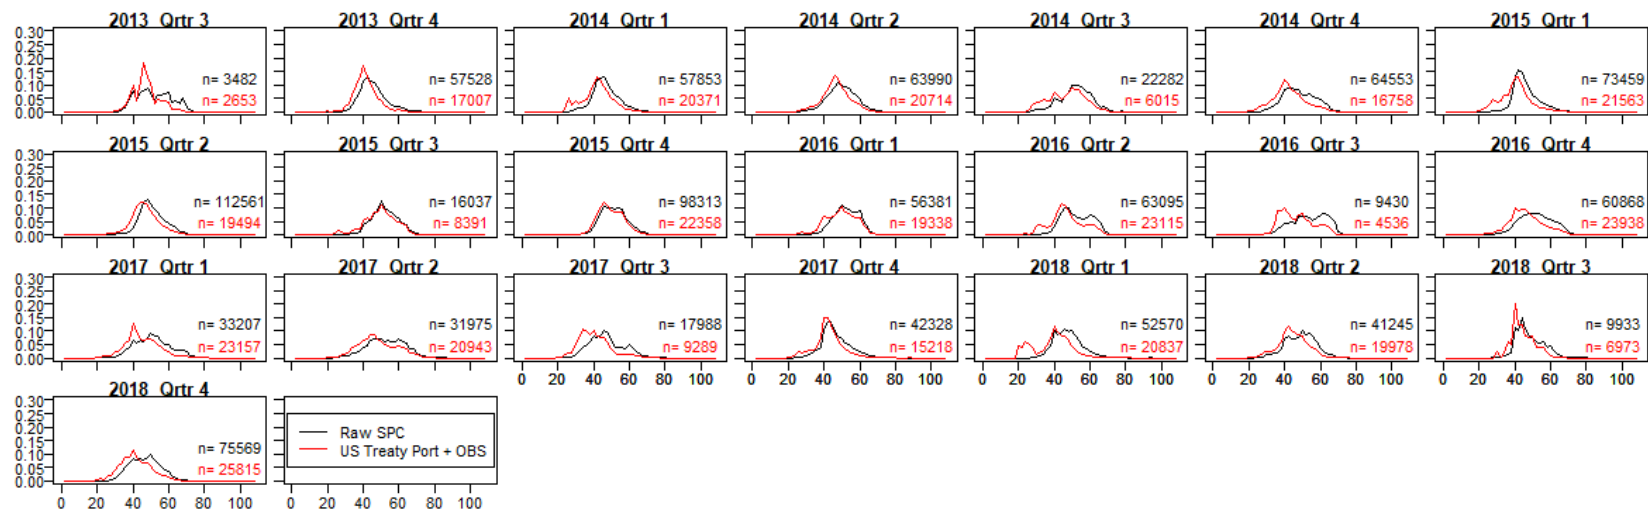 2013 Qrtr 3 2013 Qrtr 4 2014 Qrtr 1 2014 Qrtr 2 2014 Qrtr 3 2014 Qrtr 4 2015 Qrtr 1
0.30
0.25
0.20
0.15
0.10
0.05
0.00
n= 3482 n= 57528 n= 57853 n= 63990 n= 22282 n= 64553 n= 73459
n= 2653 n= 17007 n= 20371 n= 20714 n= 6015 n= 16758 n= 21563
2015 Qrtr 2 2015 Qrtr 3 2015 Qrtr 4 2016 Qrtr 1 2016 Qrtr 2 2016 Qrtr 3 2016 Qrtr 4
0.30
0.25
0.20
0.15
0.10
0.05
0.00
n= 112561 n= 16037 n= 98313 n= 56381 n= 63095 n= 9430 n= 60868
n= 19494 n= 8391 n= 22358 n= 19338 n= 23115 n= 4536 n= 23938
2017 Qrtr 1 2017 Qrtr 2 2017 Qrtr 3 2017 Qrtr 4 2018 Qrtr 1 2018 Qrtr 2 2018 Qrtr 3
0.30
0.25
0.20
0.15
0.10
0.05
0.00
n= 33207 n= 31975 n= 17988 n= 42328 n= 52570 n= 41245 n= 9933
n= 23157 n= 20943 n= 9289 n= 15218 n= 20837 n= 19978 n= 6973
0 20 40 60 80 100 0 20 40 60 80 100 0 20 40 60 80 100 0 20 40 60 80 100 0 20 40 60 80 100
2018 Qrtr 4
0.30
0.25
0.20
0.15
0.10
0.05
0.00
n= 75569
n= 25815
Raw SPC
US Treaty Port + OBS
0 20 40 60 80 100 0 20 40 60 80 100